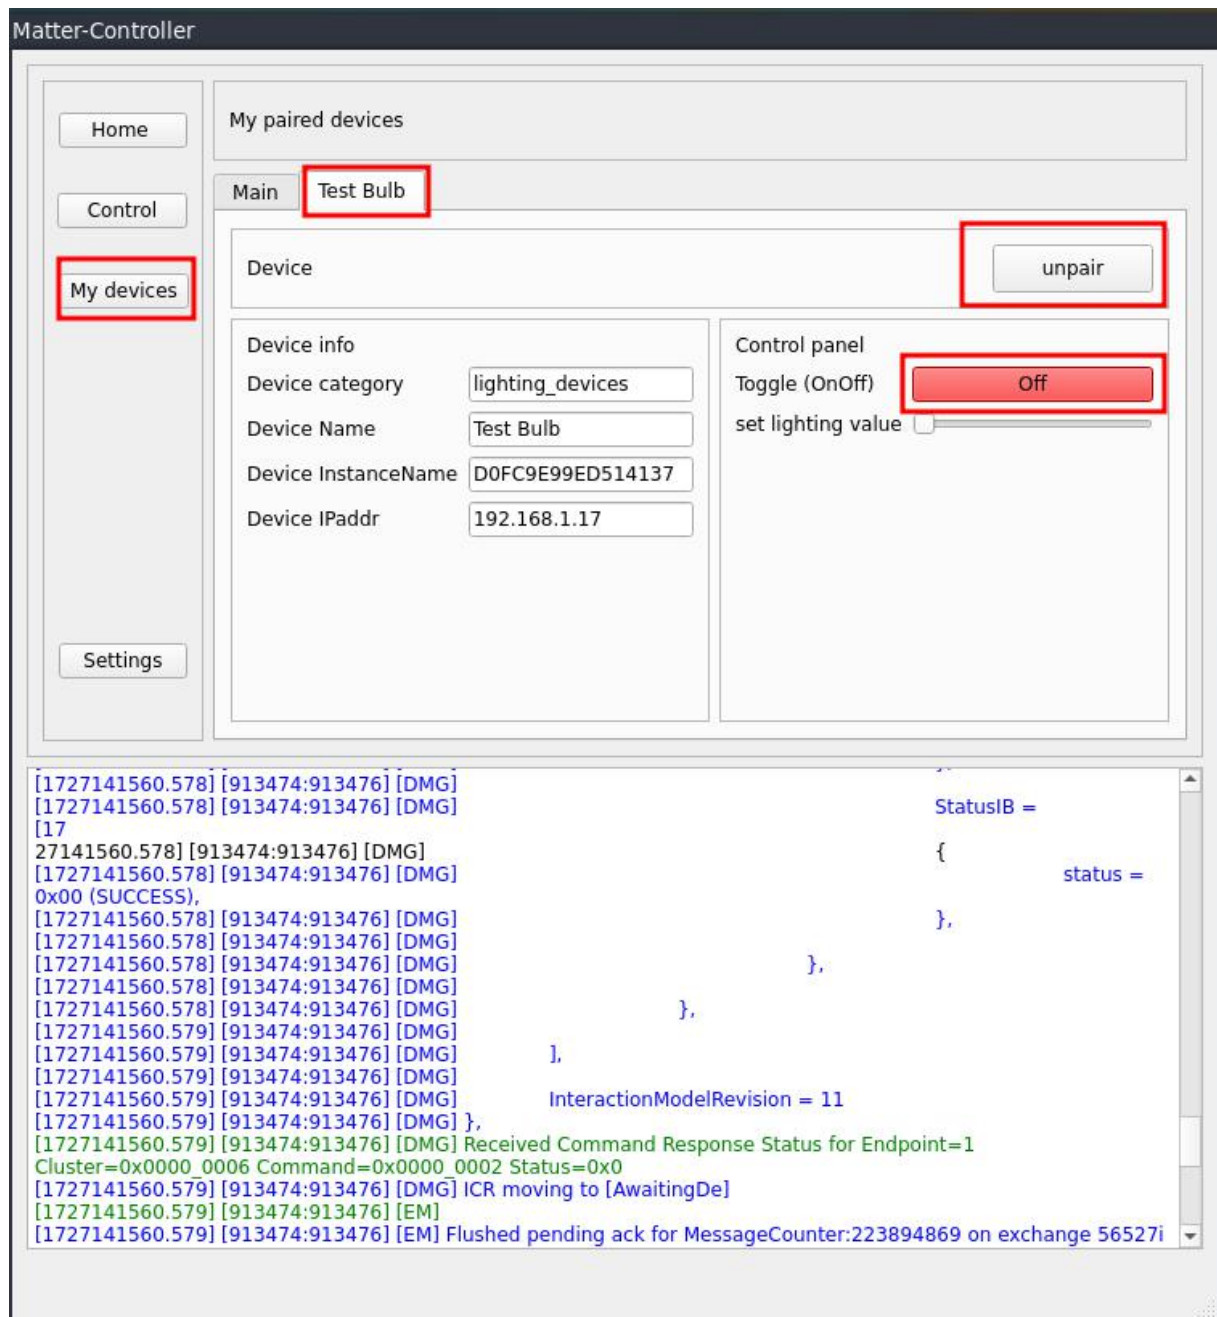 Matter-Controller
Home
Control
My devices
Settings
My paired devices
Main
Test Bulb
Device
unpair
Device info
Device category
lighting_devices
Device Name
Test Bulb
Device InstanceName
D0FC9E99ED514137
Device IPaddr
192.168.1.17
Control panel
Toggle (OnOff)
Off
set lighting value
[1727141560.578] [913474:913476] [DMG]
[1727141560.578] [913474:913476] [DMG] StatusIB =
[17
27141560.578] [913474:913476] [DMG] {
[1727141560.578] [913474:913476] [DMG] status =
0x00 (SUCCESS),
[1727141560.578] [913474:913476] [DMG] },
[1727141560.578] [913474:913476] [DMG]
[1727141560.578] [913474:913476] [DMG] },
[1727141560.578] [913474:913476] [DMG]
[1727141560.578] [913474:913476] [DMG] },
[1727141560.579] [913474:913476] [DMG]
[1727141560.579] [913474:913476] [DMG] ],
[1727141560.579] [913474:913476] [DMG]
[1727141560.579] [913474:913476] [DMG] InteractionModelRevision = 11
[1727141560.579] [913474:913476] [DMG] },
[1727141560.579] [913474:913476] [DMG] Received Command Response Status for Endpoint=1
Cluster=0x0000_0006 Command=0x0000_0002 Status=0x0
[1727141560.579] [913474:913476] [DMG] ICR moving to [AwaitingDe]
[1727141560.579] [913474:913476] [EM]
[1727141560.579] [913474:913476] [EM] Flushed pending ack for MessageCounter:223894869 on exchange 56527i